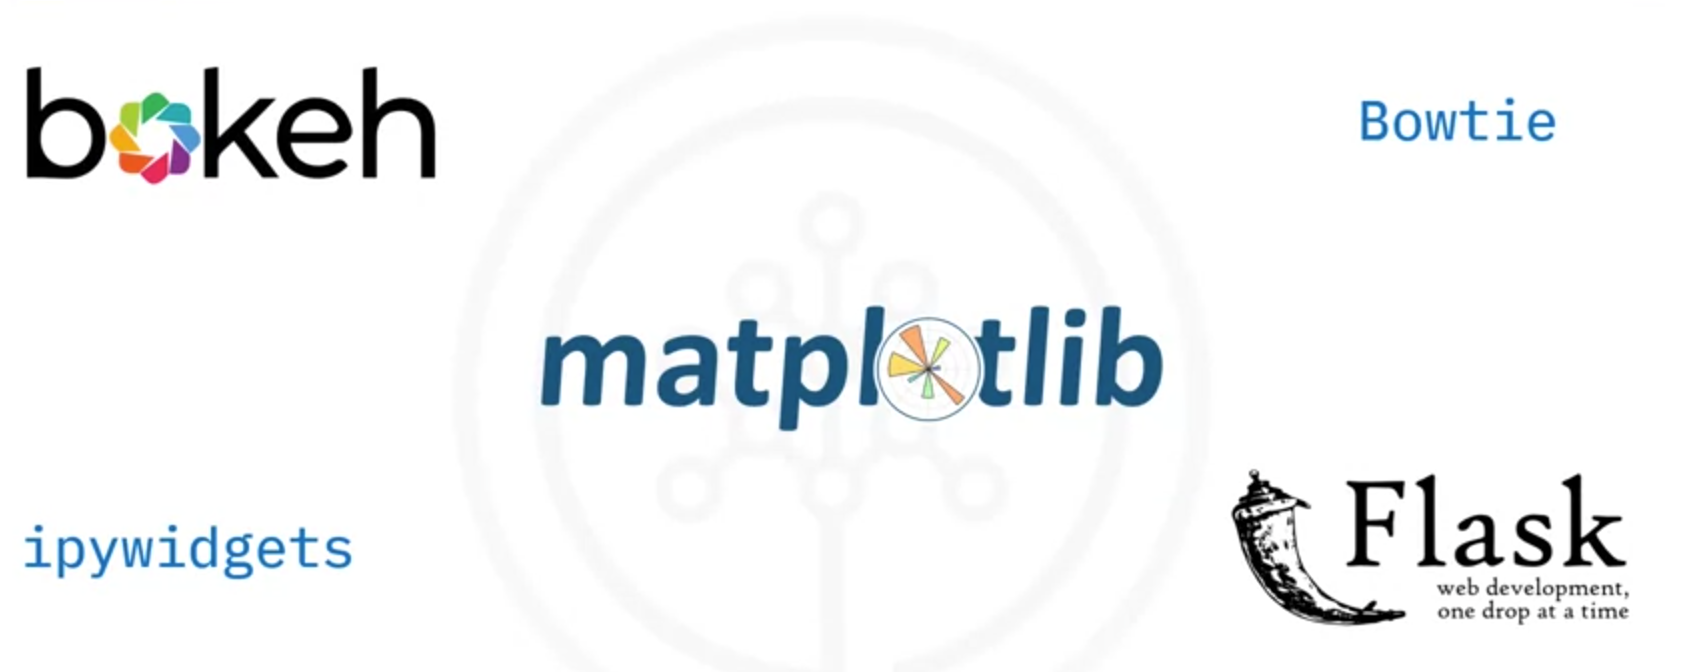 bokeh
Bowtie
matplotlib
ipywidgets
Flask
web development,
one drop at a time